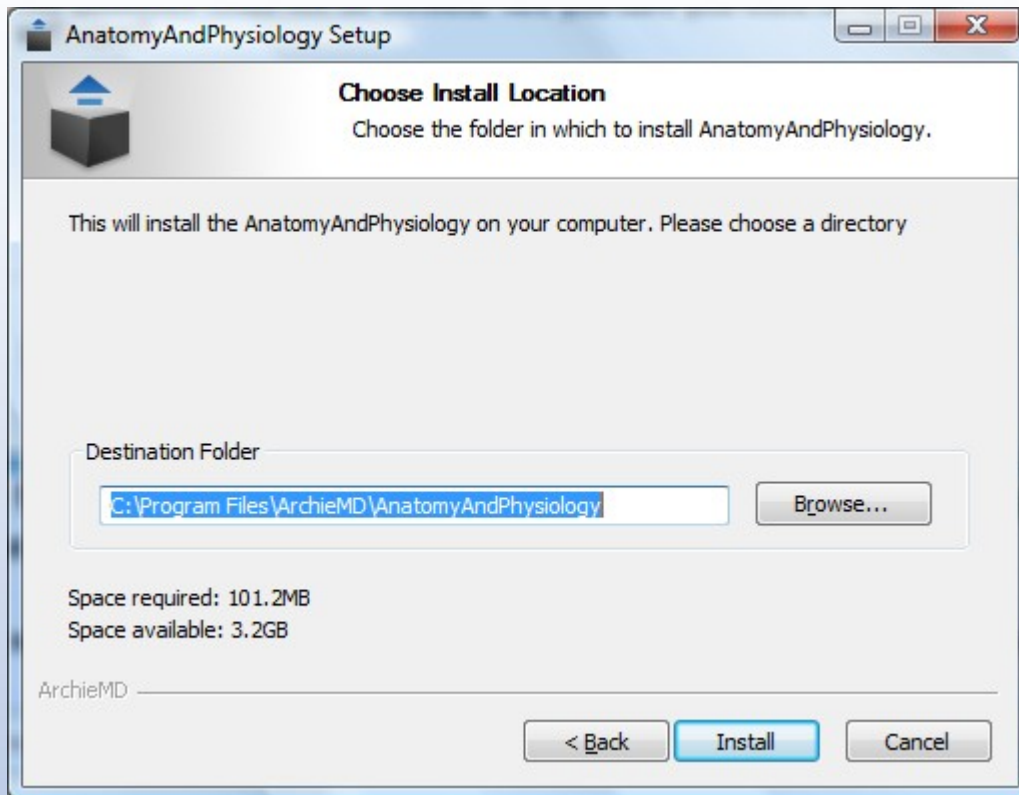 AnatomyAndPhysiology Setup
Choose Install Location
Choose the folder in which to install AnatomyAndPhysiology.
This will install the AnatomyAndPhysiology on your computer. Please choose a directory
Destination Folder
C:\Program Files\ArchieMD\AnatomyAndPhysiology
Browse...
Space required: 101.2MB
Space available: 3.2GB
ArchieMD
< Back
Install
Cancel